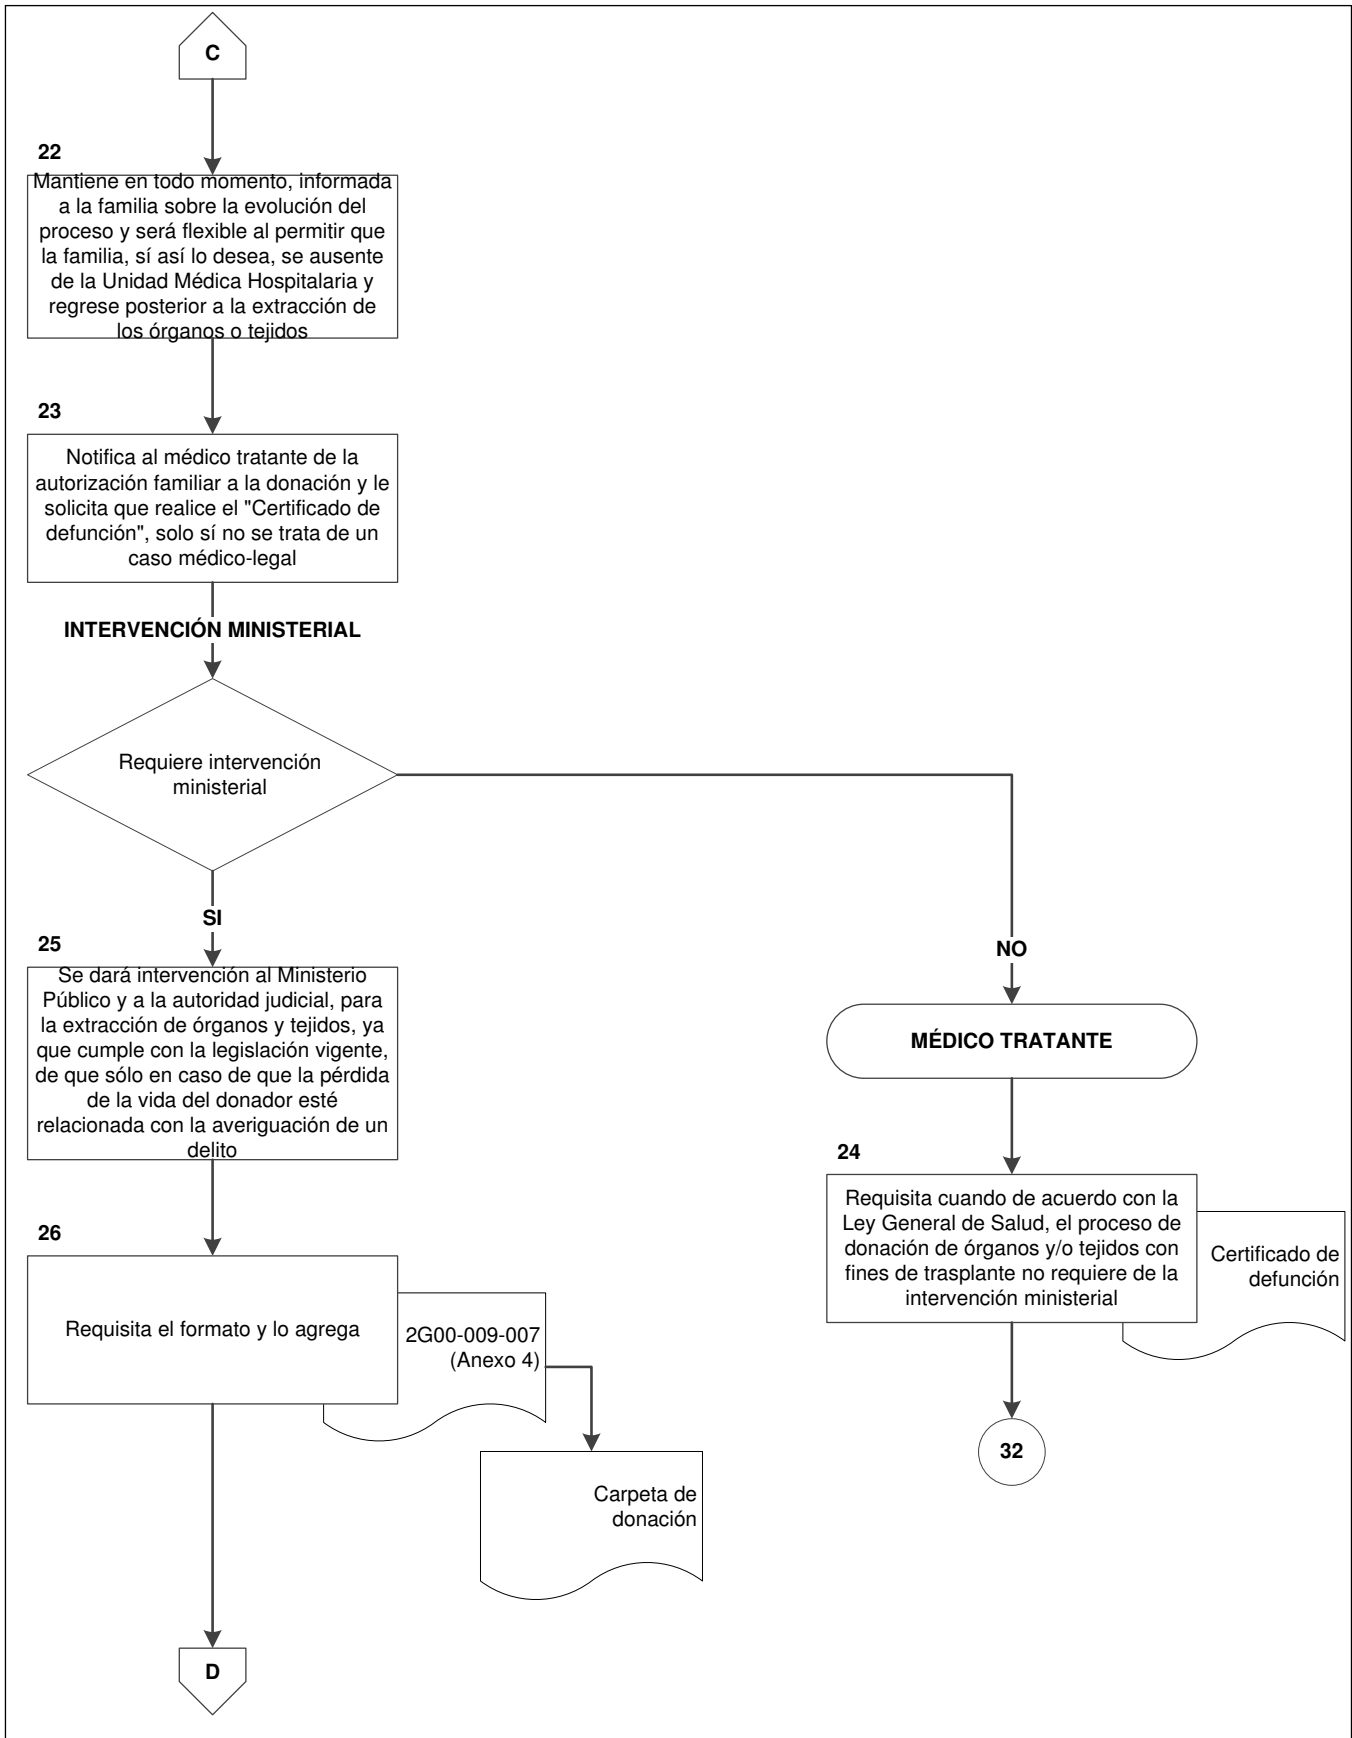 C
22
Mantiene en todo momento, informada
a la familia sobre la evolución del
proceso y será flexible al permitir que
la familia, sí así lo desea, se ausente
de la Unidad Médica Hospitalaria y
regrese posterior a la extracción de
los órganos o tejidos
23
Notifica al médico tratante de la
autorización familiar a la donación y le
solicita que realice el "Certificado de
defunción", solo sí no se trata de un
caso médico-legal
INTERVENCIÓN MINISTERIAL
Requiere intervención
ministerial
SI
25
Se dará intervención al Ministerio
Público y a la autoridad judicial, para
la extracción de órganos y tejidos, ya
que cumple con la legislación vigente,
de que sólo en caso de que la pérdida
de la vida del donador esté
relacionada con la averiguación de un
delito
26
Requisita el formato y lo agrega
2G00-009-007
(Anexo 4)
Carpeta de
donación
D
NO
MÉDICO TRATANTE
24
Requisita cuando de acuerdo con la
Ley General de Salud, el proceso de
donación de órganos y/o tejidos con
fines de trasplante no requiere de la
intervención ministerial
Certificado de
defunción
32